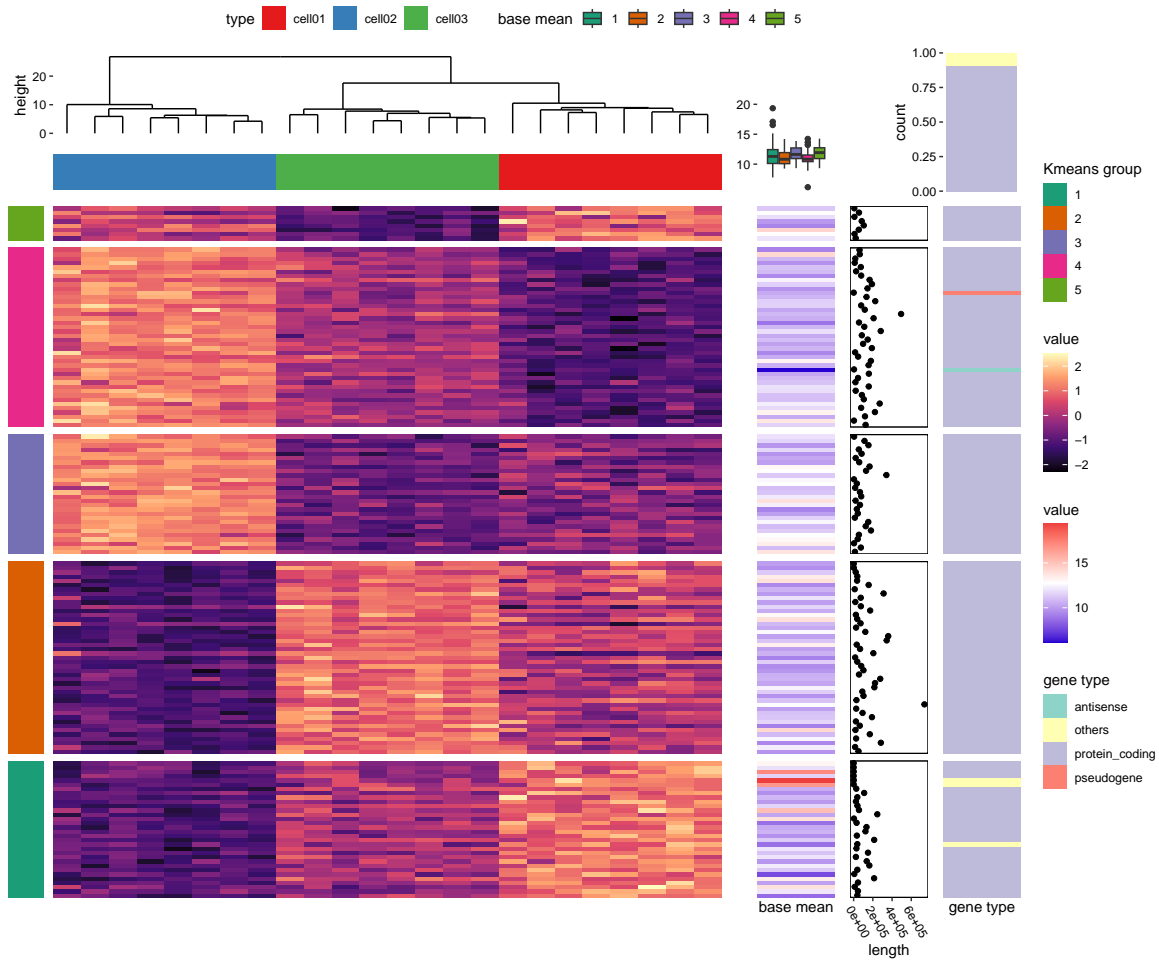 type cell01 cell02 cell03 base mean 1 2 3 4 5
height
20
10
0
20
15
10
count
1.00
0.75
0.50
0.25
0.00
Kmeans group
1
2
3
4
5
value
2
1
0
−1
−2
value
15
10
gene type
antisense
others
protein_coding
pseudogene
base mean
0e+00
2e+05
4e+05
6e+05
length
gene type